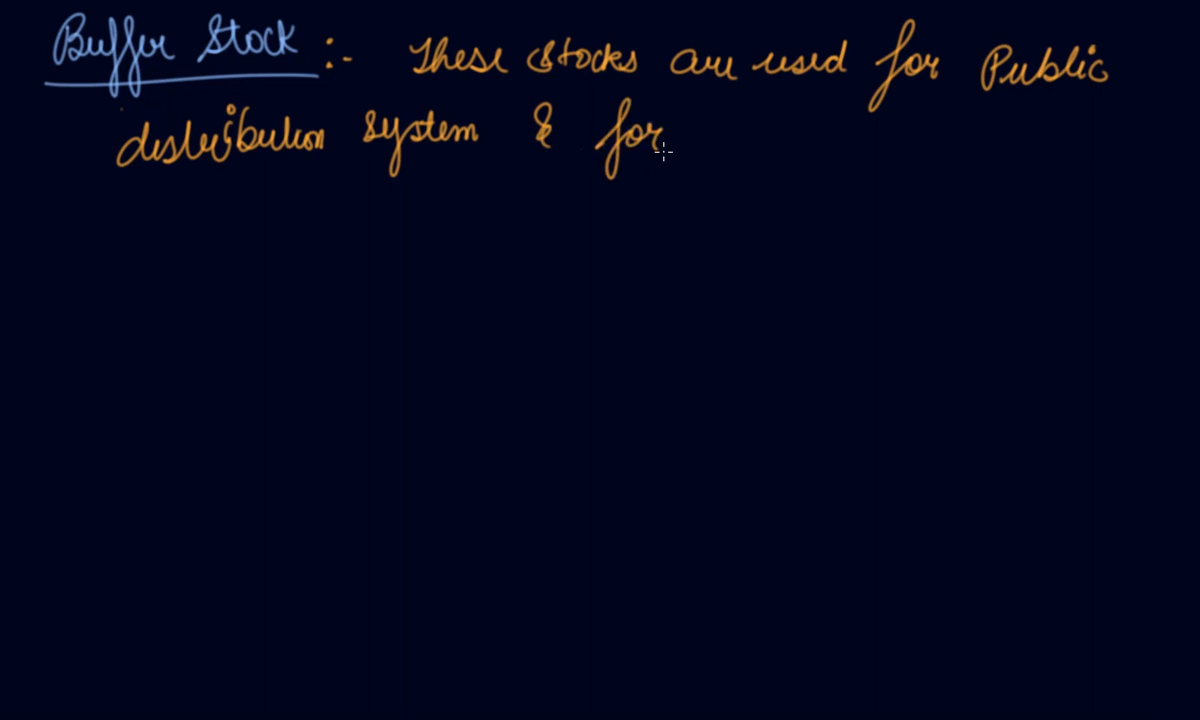 Buffer Stock :- These stocks are used for Public
distribution system & for